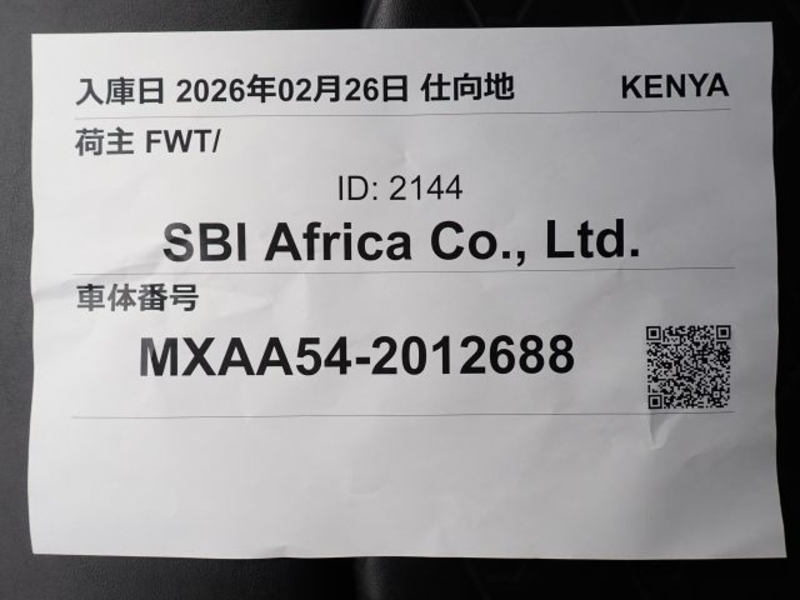 入庫日 2026年02月26日 仕向地 KENYA
荷主 FWT/
ID: 2144
SBI Africa Co., Ltd.
車体番号
MXAA54-2012688